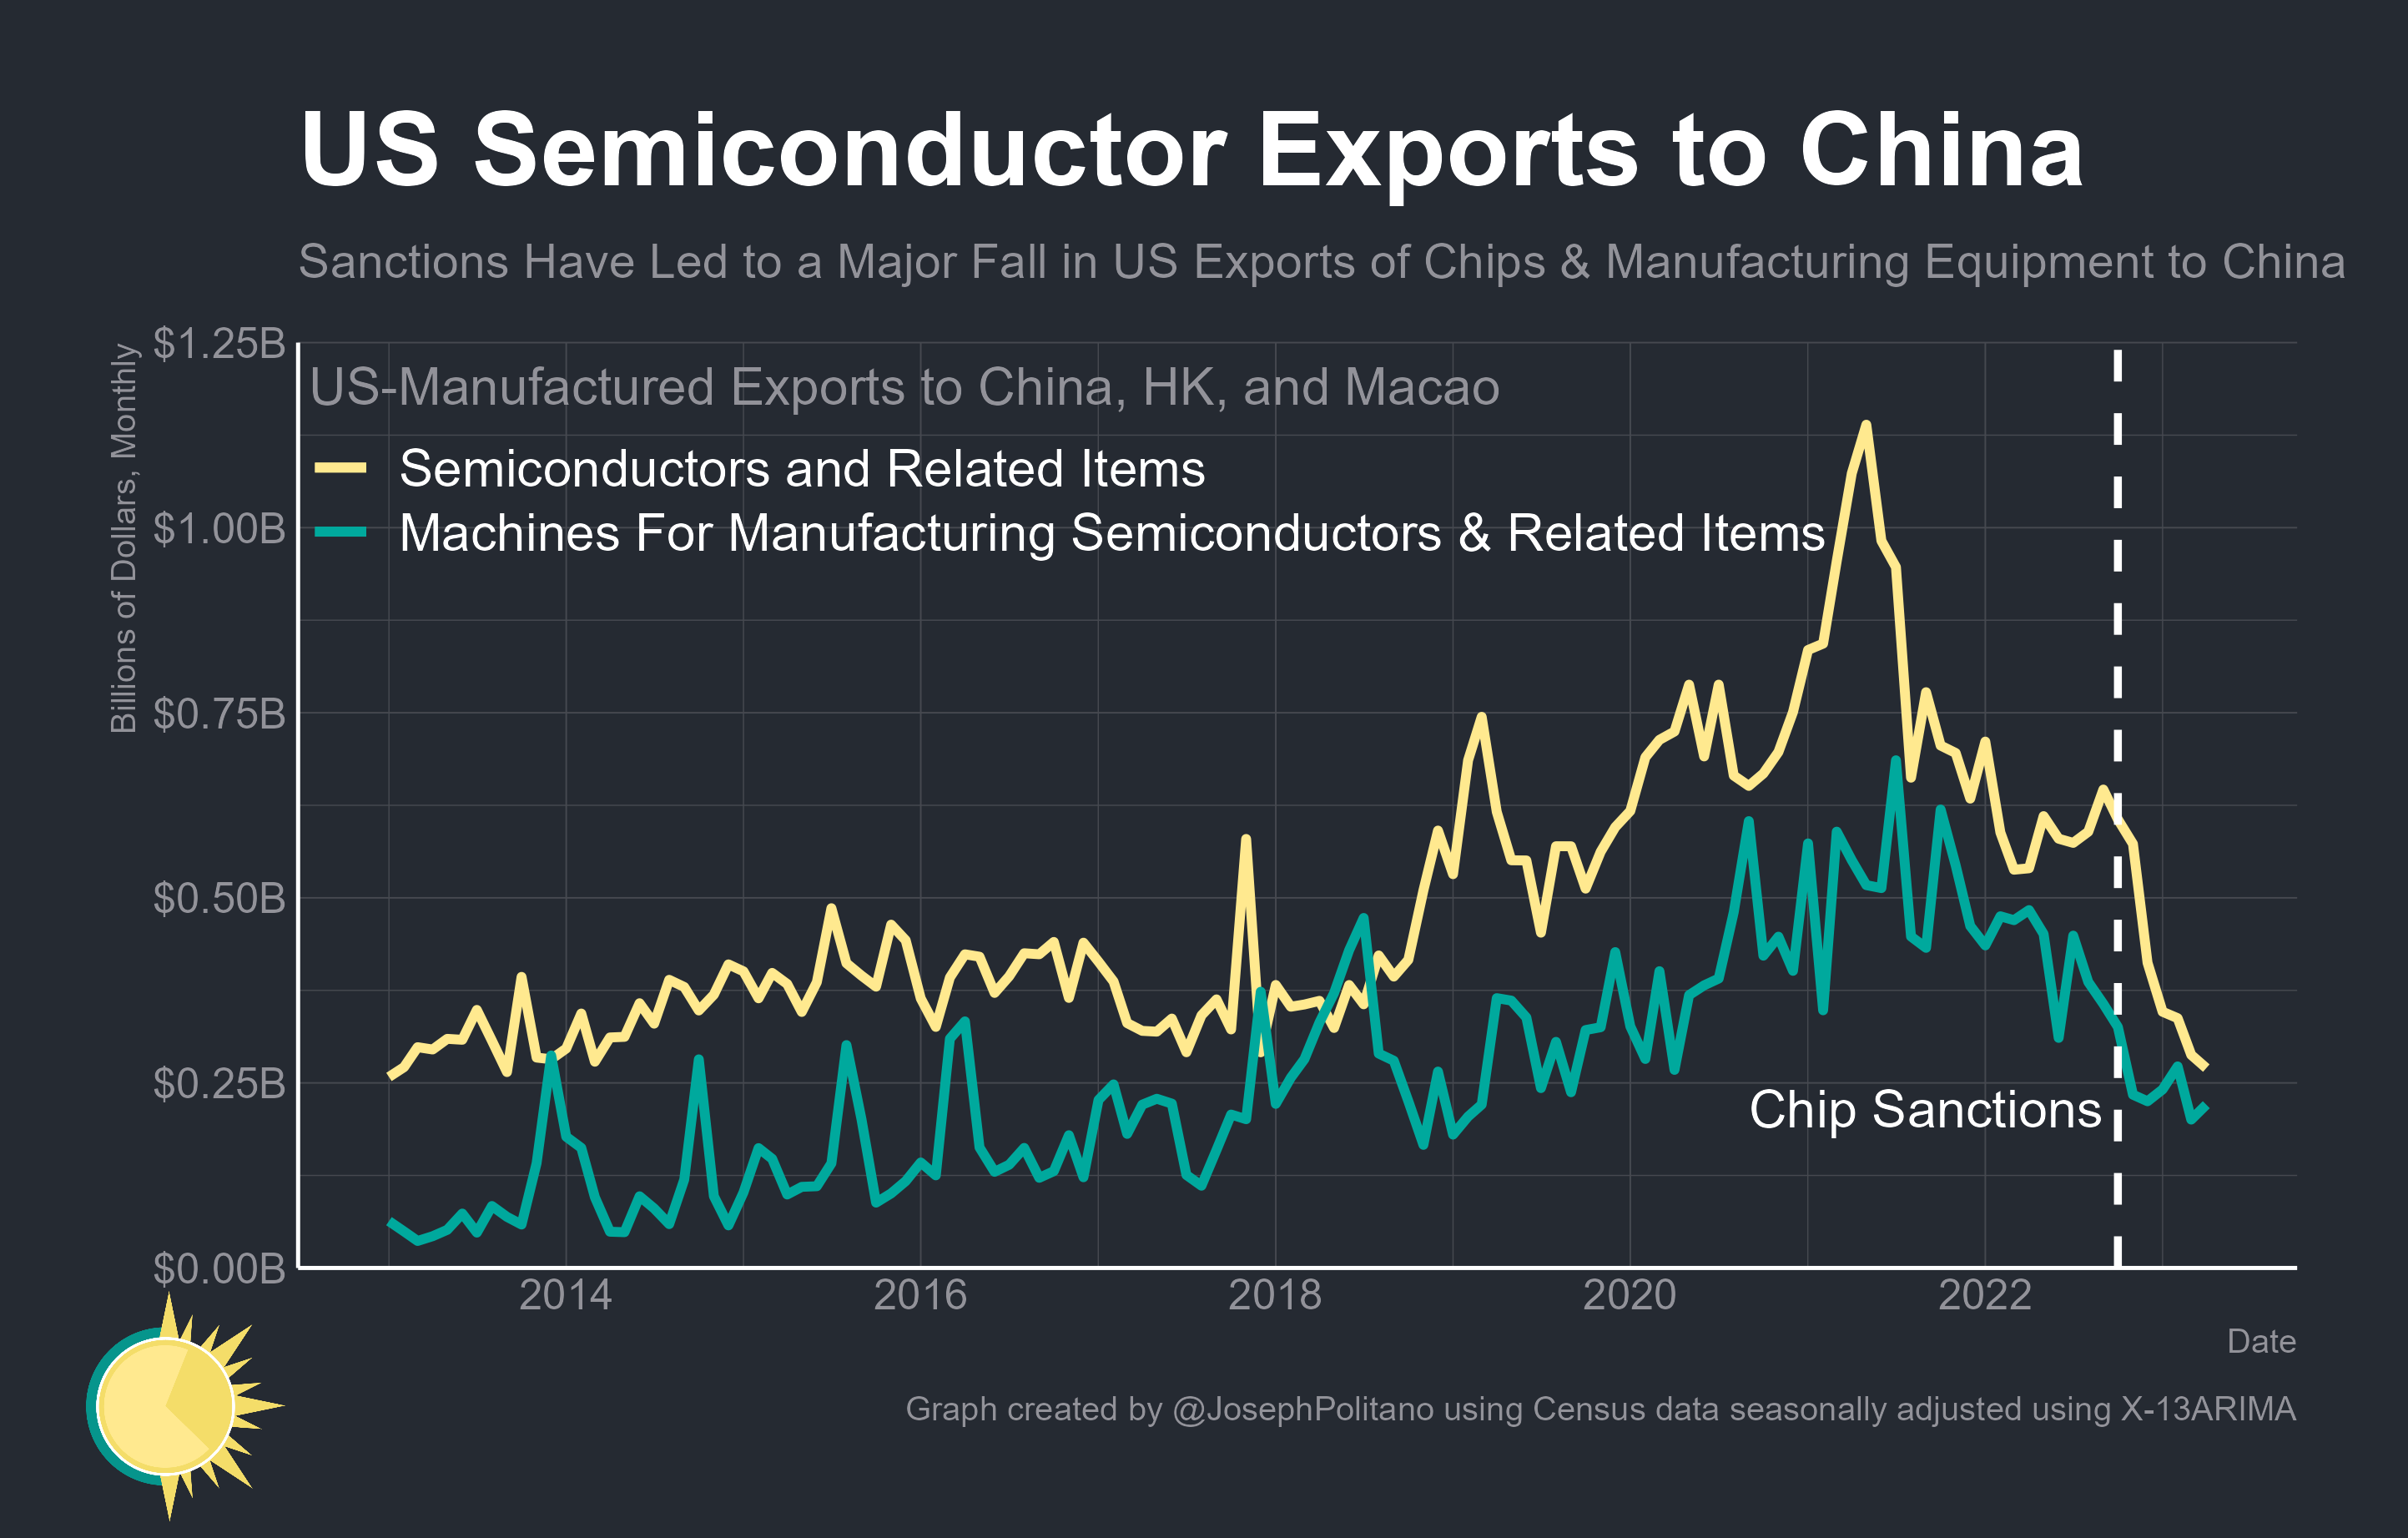 US Semiconductor Exports to China
Sanctions Have Led to a Major Fall in US Exports of Chips & Manufacturing Equipment to China
Billions of Dollars, Monthly
$1.25B
$1.00B
$0.75B
$0.50B
$0.25B
$0.00B
US-Manufactured Exports to China, HK, and Macao
Semiconductors and Related Items
Machines For Manufacturing Semiconductors & Related Items
Chip Sanctions
2014
2016
2018
2020
2022
Date
Graph created by @JosephPolitano using Census data seasonally adjusted using X-13ARIMA